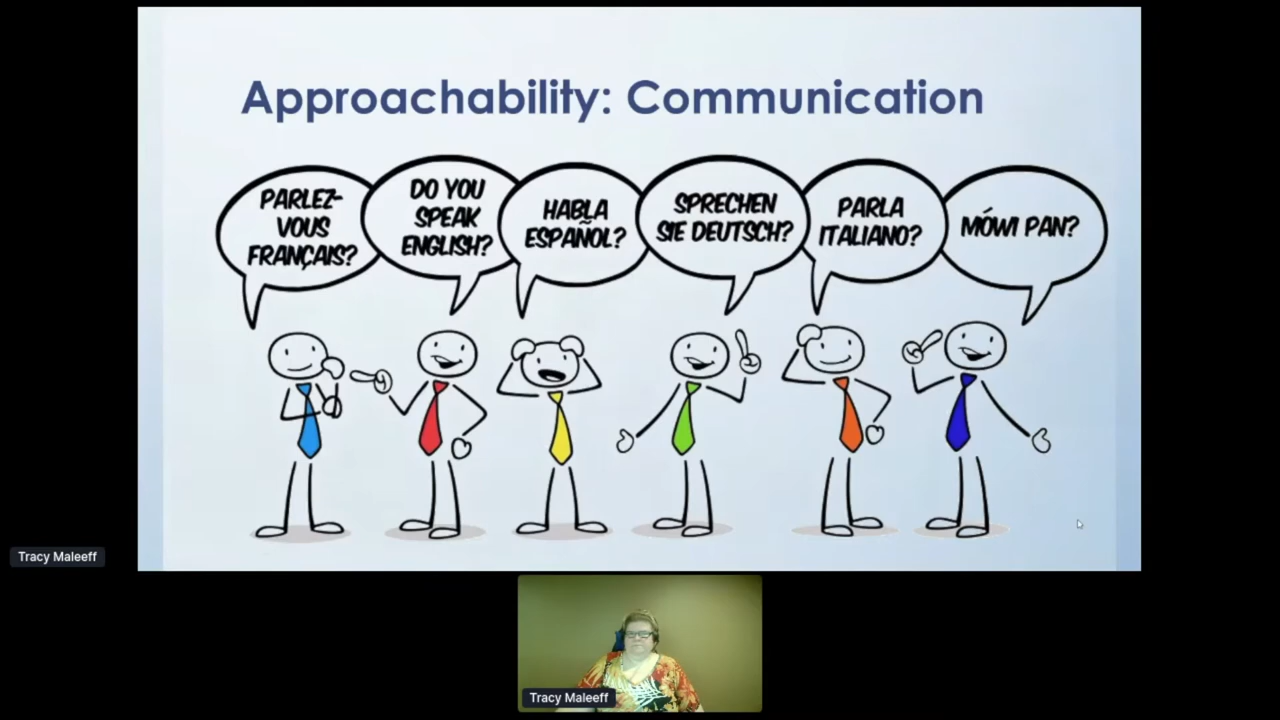 Approachability: Communication
PARLEZ-
VOUS
FRANÇAIS?
DO YOU
SPEAK
ENGLISH?
HABLA
ESPAÑOL?
SPRECHEN
SIE DEUTSCH?
PARLA
ITALIANO?
MÓWI PAN?
Tracy Maleeff
Tracy Maleeff